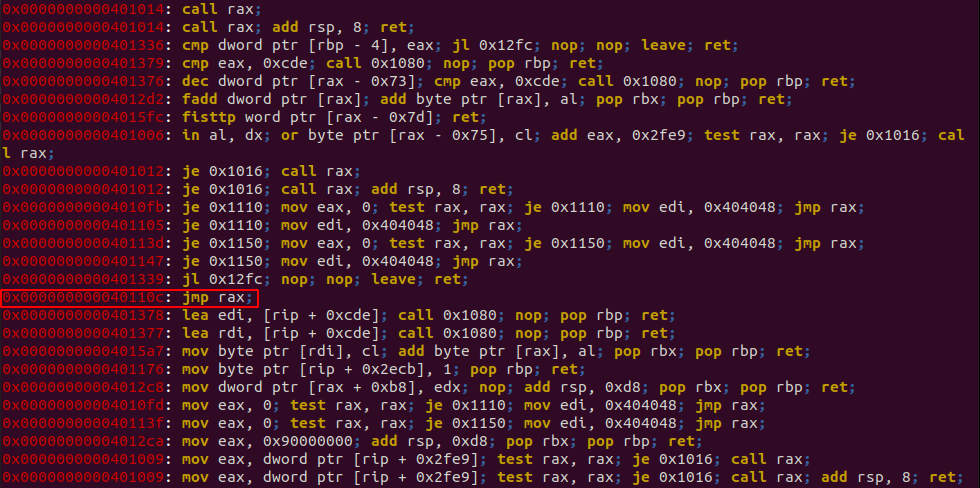 0x0000000000401014: call rax;
0x0000000000401014: call rax; add rsp, 8; ret;
0x0000000000401336: cmp dword ptr [rbp - 4], eax; jl 0x12fc; nop; nop; leave; ret;
0x0000000000401379: cmp eax, 0xcde; call 0x1080; nop; pop rbp; ret;
0x0000000000401376: dec dword ptr [rax - 0x73]; cmp eax, 0xcde; call 0x1080; nop; pop rbp; ret;
0x00000000004012d2: fadd dword ptr [rax]; add byte ptr [rax], al; pop rbx; pop rbp; ret;
0x00000000004015fc: fisttp word ptr [rax - 0x7d]; ret;
0x0000000000401006: in al, dx; or byte ptr [rax - 0x75], cl; add eax, 0x2fe9; test rax, rax; je 0x1016; cal
l rax;
0x0000000000401012: je 0x1016; call rax;
0x0000000000401012: je 0x1016; call rax; add rsp, 8; ret;
0x00000000004010fb: je 0x1110; mov eax, 0; test rax, rax; je 0x1110; mov edi, 0x404048; jmp rax;
0x0000000000401105: je 0x1110; mov edi, 0x404048; jmp rax;
0x000000000040113d: je 0x1150; mov eax, 0; test rax, rax; je 0x1150; mov edi, 0x404048; jmp rax;
0x0000000000401147: je 0x1150; mov edi, 0x404048; jmp rax;
0x0000000000401339: jl 0x12fc; nop; nop; leave; ret;
0x000000000040110c: jmp rax;
0x0000000000401378: lea edi, [rip + 0xcde]; call 0x1080; nop; pop rbp; ret;
0x0000000000401377: lea rdi, [rip + 0xcde]; call 0x1080; nop; pop rbp; ret;
0x00000000004015a7: mov byte ptr [rdi], cl; add byte ptr [rax], al; pop rbx; pop rbp; ret;
0x0000000000401176: mov byte ptr [rip + 0x2ecb], 1; pop rbp; ret;
0x00000000004012c8: mov dword ptr [rax + 0xb8], edx; nop; add rsp, 0xd8; pop rbx; pop rbp; ret;
0x00000000004010fd: mov eax, 0; test rax, rax; je 0x1110; mov edi, 0x404048; jmp rax;
0x000000000040113f: mov eax, 0; test rax, rax; je 0x1150; mov edi, 0x404048; jmp rax;
0x00000000004012ca: mov eax, 0x90000000; add rsp, 0xd8; pop rbx; pop rbp; ret;
0x0000000000401009: mov eax, dword ptr [rip + 0x2fe9]; test rax, rax; je 0x1016; call rax;
0x0000000000401009: mov eax, dword ptr [rip + 0x2fe9]; test rax, rax; je 0x1016; call rax; add rsp, 8; ret;